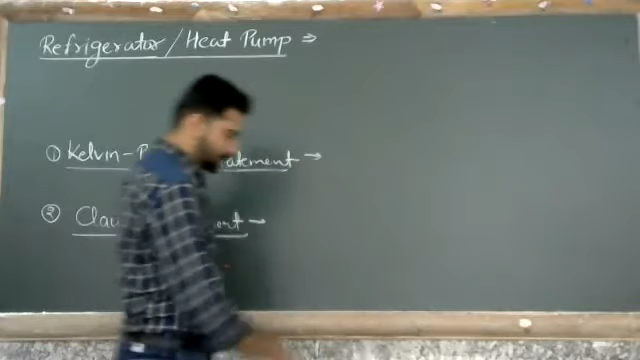 Refrigerator / Heat Pump ⇒
① Kelvin - P atement →
② Clau ent →